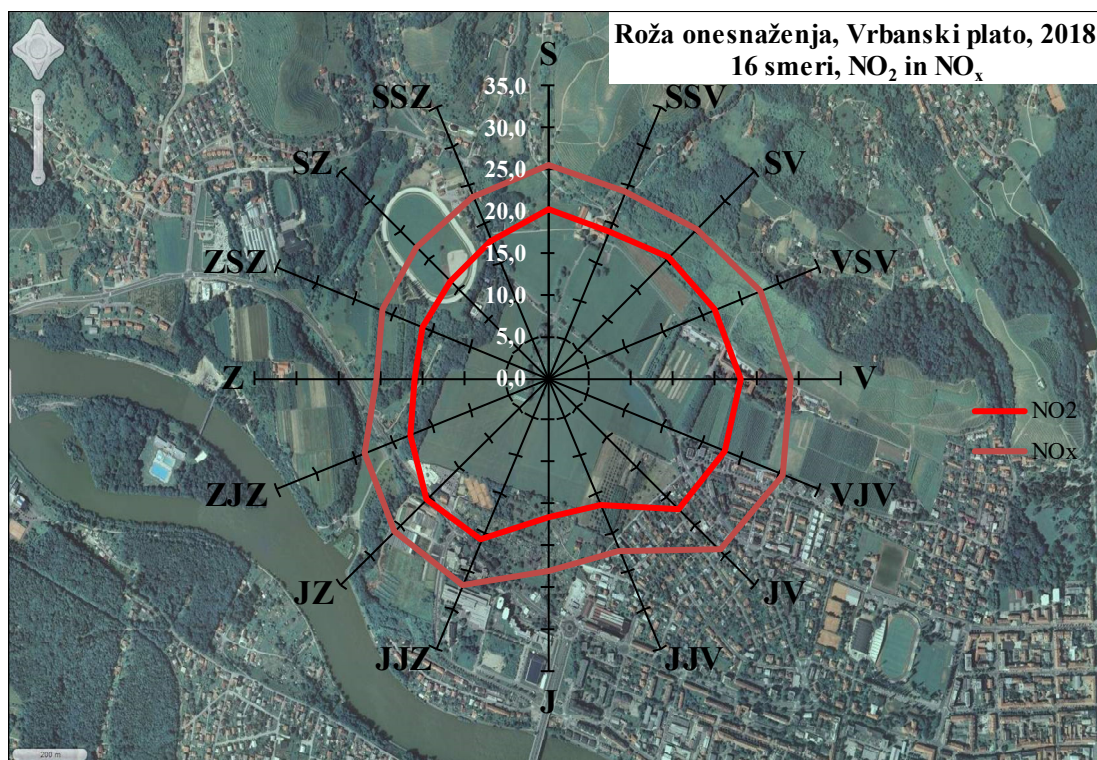 Roža onesnaženja, Vrbanski plato, 2018
16 smeri, NO₂ in NOₓ
S
SSV
SV
VSV
V
VJV
JV
JJV
J
JJZ
JZ
ZJZ
Z
ZSZ
SZ
SSZ
35,0
30,0
25,0
20,0
15,0
10,0
5,0
0,0
NO2
NOx
200 m